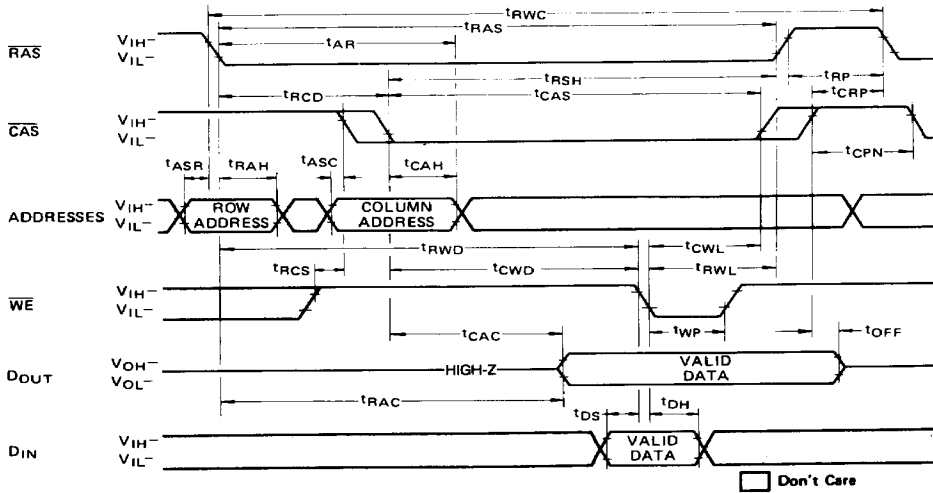 tRWC
tRAS
tAR
RAS
VIH–
VIL–
tRSH
tRP
tRCD
tCAS
tCRP
CAS
VIH–
VIL–
tASR
tRAH
tASC
tCAH
tCPN
ADDRESSES
VIH–
VIL–
ROW ADDRESS
COLUMN ADDRESS
tRWD
tCWL
tRCS
tCWD
tRWL
WE
VIH–
VIL–
tCAC
tWP
tOFF
DOUT
VOH–
VOL–
HIGH-Z
VALID DATA
tRAC
tDS
tDH
DIN
VIH–
VIL–
VALID DATA
Don't Care